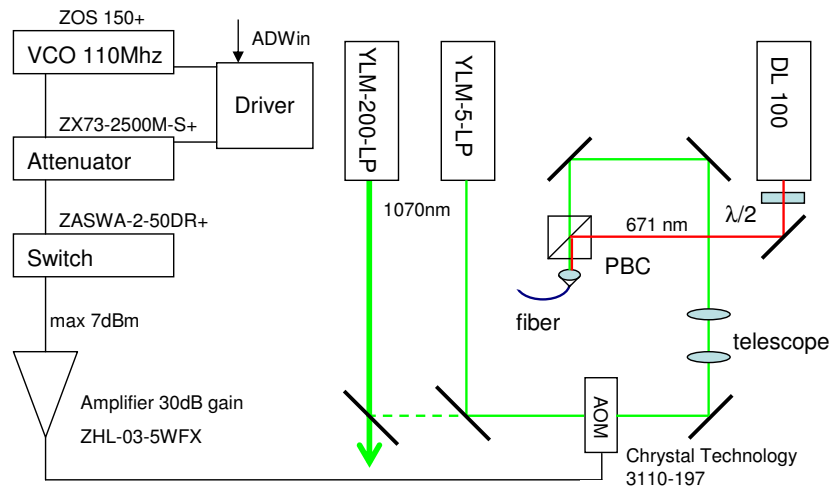 ZOS 150+
VCO 110Mhz
ADWin
Driver
ZX73-2500M-S+
Attenuator
ZASWA-2-50DR+
Switch
max 7dBm
Amplifier 30dB gain
ZHL-03-5WFX
YLM-200-LP
YLM-5-LP
1070nm
DL 100
λ/2
671 nm
PBC
fiber
telescope
AOM
Chrystal Technology
3110-197